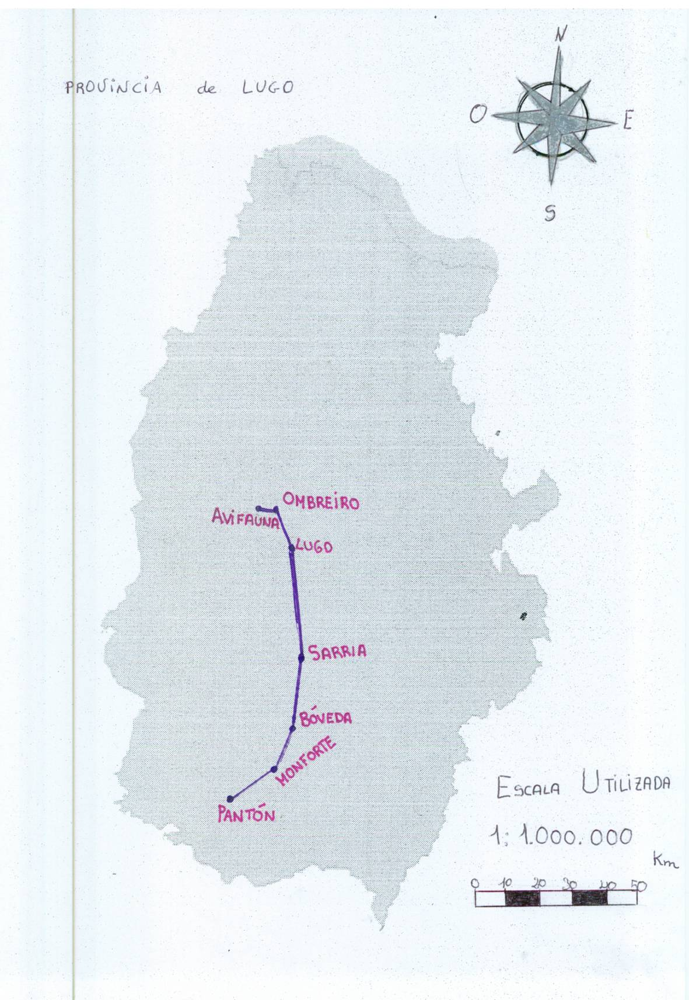 N
PROVINCIA de LUGO
O
E
S
OMBREIRO
AVIFAUNA
LUGO
SARRIA
BÓVEDA
MONFORTE
PANTÓN
ESCALA UTILIZADA
1:1.000.000
Km
0 10 20 30 40 50